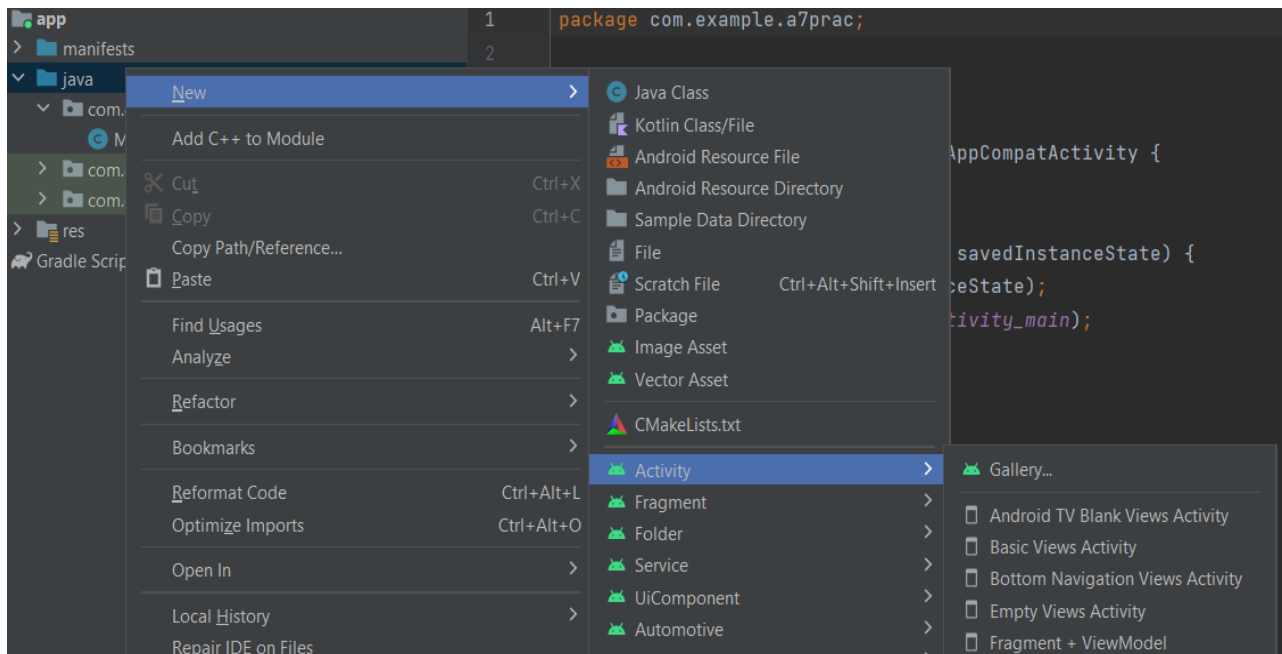 app
manifests
java
com.
M
com.
com.
res
Gradle Scrip
1 package com.example.a7prac;
2
AppCompatActivity {
savedInstanceState) {
ceState);
tivity_main);
New
Add C++ to Module
Cut Ctrl+X
Copy Ctrl+C
Copy Path/Reference...
Paste Ctrl+V
Find Usages Alt+F7
Analyze
Refactor
Bookmarks
Reformat Code Ctrl+Alt+L
Optimize Imports Ctrl+Alt+O
Open In
Local History
Repair IDE on Files
Java Class
Kotlin Class/File
Android Resource File
Android Resource Directory
Sample Data Directory
File
Scratch File Ctrl+Alt+Shift+Insert
Package
Image Asset
Vector Asset
CMakeLists.txt
Activity
Fragment
Folder
Service
UiComponent
Automotive
Gallery...
Android TV Blank Views Activity
Basic Views Activity
Bottom Navigation Views Activity
Empty Views Activity
Fragment + ViewModel